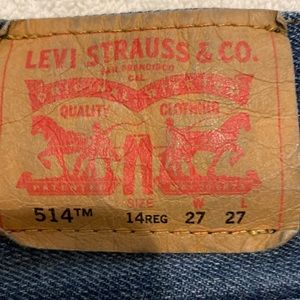 LEVI STRAUSS & CO.
SAN FRANCISCO
CAL.
QUALITY CLOTHING
SIZE W L
514™ 14REG 27 27